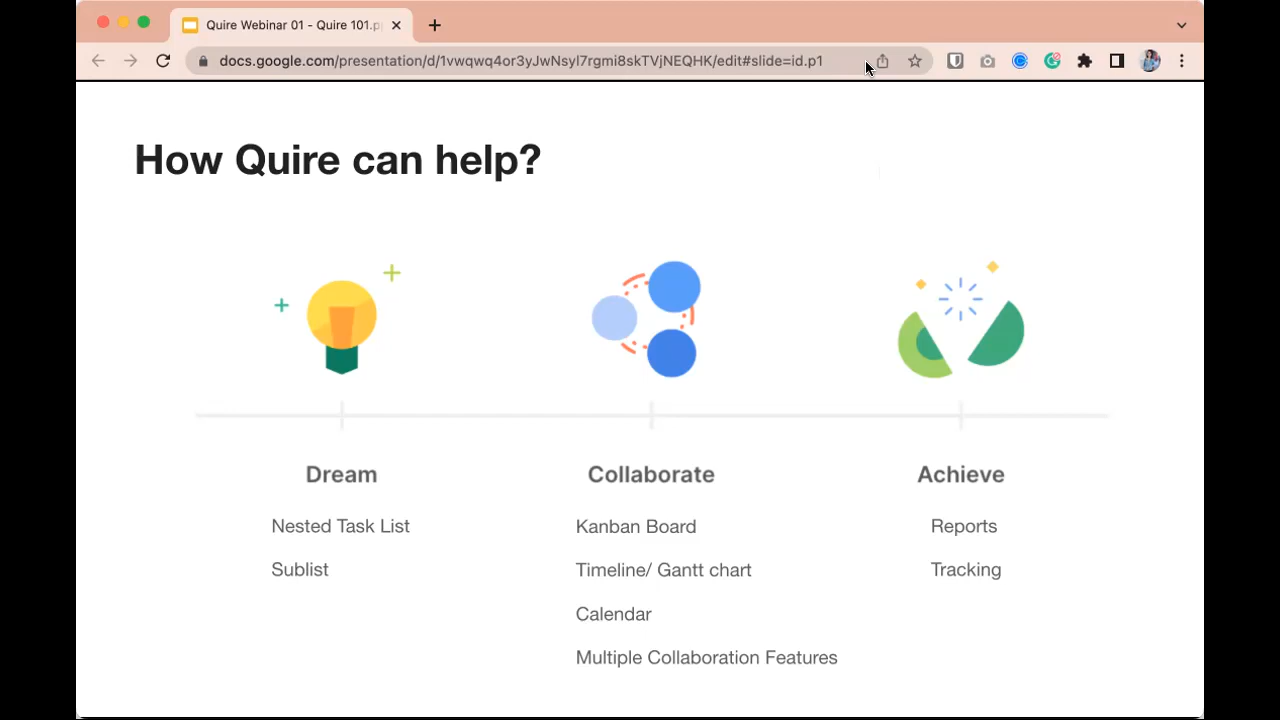 Quire Webinar 01 - Quire 101.p
docs.google.com/presentation/d/1vwqwq4or3yJwNsyl7rgmi8skTVjNEQHK/edit#slide=id.p1
How Quire can help?
Dream
Nested Task List
Sublist
Collaborate
Kanban Board
Timeline/ Gantt chart
Calendar
Multiple Collaboration Features
Achieve
Reports
Tracking